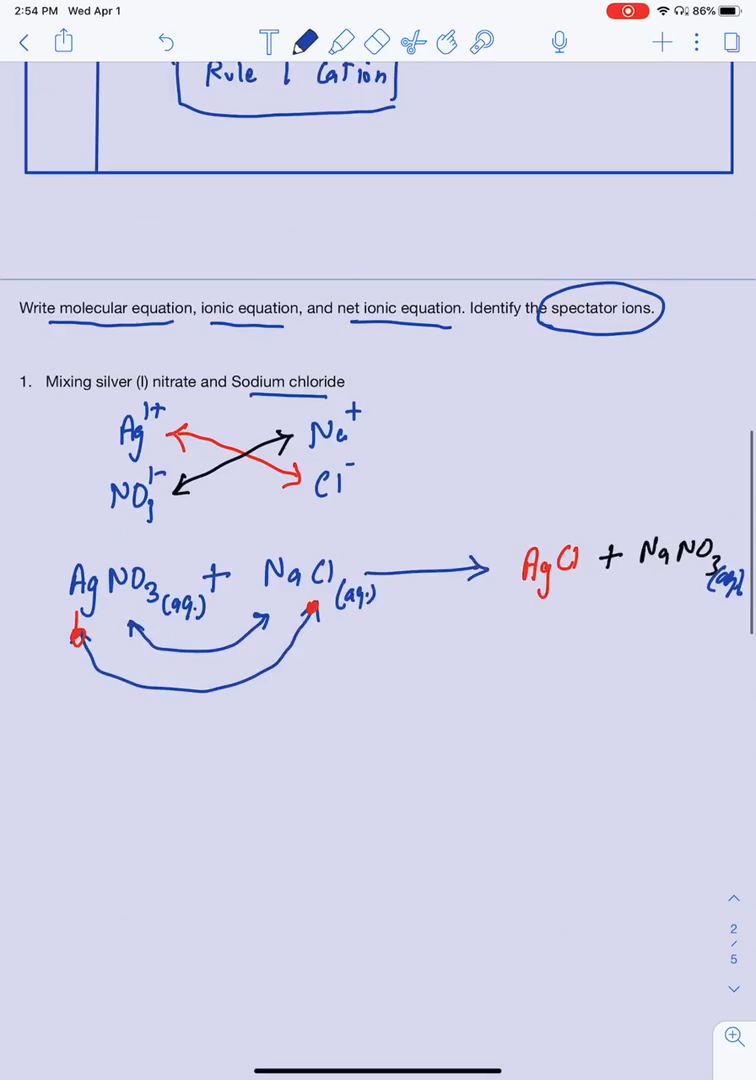 2:54 PM Wed Apr 1 86%
T
Rule 1 Cation
Write molecular equation, ionic equation, and net ionic equation. Identify the spectator ions.
1. Mixing silver (I) nitrate and Sodium chloride
Ag¹⁺ Na⁺
NO₃¹⁻ Cl⁻
AgNO₃(aq.) + NaCl(aq.) → AgCl + NaNO₃(aq.)
2
/
5